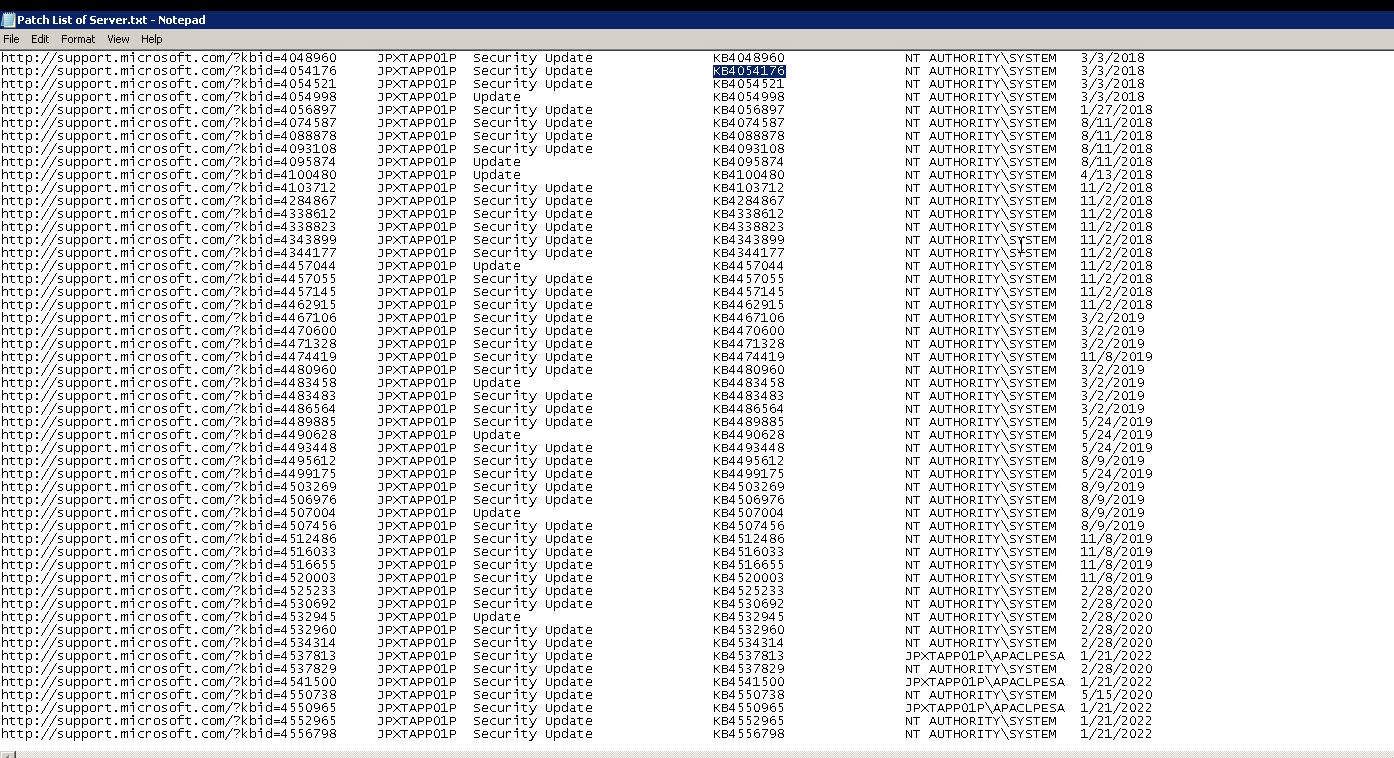 Patch List of Server.txt - Notepad
File Edit Format View Help
http://support.microsoft.com/?kbid=4048960 JPXTAPP01P Security Update KB4048960 NT AUTHORITY\SYSTEM 3/3/2018
http://support.microsoft.com/?kbid=4054176 JPXTAPP01P Security Update KB4054176 NT AUTHORITY\SYSTEM 3/3/2018
http://support.microsoft.com/?kbid=4054521 JPXTAPP01P Security Update KB4054521 NT AUTHORITY\SYSTEM 3/3/2018
http://support.microsoft.com/?kbid=4054998 JPXTAPP01P Update KB4054998 NT AUTHORITY\SYSTEM 3/3/2018
http://support.microsoft.com/?kbid=4056897 JPXTAPP01P Security Update KB4056897 NT AUTHORITY\SYSTEM 1/27/2018
http://support.microsoft.com/?kbid=4074587 JPXTAPP01P Security Update KB4074587 NT AUTHORITY\SYSTEM 8/11/2018
http://support.microsoft.com/?kbid=4088878 JPXTAPP01P Security Update KB4088878 NT AUTHORITY\SYSTEM 8/11/2018
http://support.microsoft.com/?kbid=4093108 JPXTAPP01P Security Update KB4093108 NT AUTHORITY\SYSTEM 8/11/2018
http://support.microsoft.com/?kbid=4095874 JPXTAPP01P Update KB4095874 NT AUTHORITY\SYSTEM 8/11/2018
http://support.microsoft.com/?kbid=4100480 JPXTAPP01P Update KB4100480 NT AUTHORITY\SYSTEM 4/13/2018
http://support.microsoft.com/?kbid=4103712 JPXTAPP01P Security Update KB4103712 NT AUTHORITY\SYSTEM 11/2/2018
http://support.microsoft.com/?kbid=4284867 JPXTAPP01P Security Update KB4284867 NT AUTHORITY\SYSTEM 11/2/2018
http://support.microsoft.com/?kbid=4338612 JPXTAPP01P Security Update KB4338612 NT AUTHORITY\SYSTEM 11/2/2018
http://support.microsoft.com/?kbid=4338823 JPXTAPP01P Security Update KB4338823 NT AUTHORITY\SYSTEM 11/2/2018
http://support.microsoft.com/?kbid=4343899 JPXTAPP01P Security Update KB4343899 NT AUTHORITY\SYSTEM 11/2/2018
http://support.microsoft.com/?kbid=4344177 JPXTAPP01P Security Update KB4344177 NT AUTHORITY\SYSTEM 11/2/2018
http://support.microsoft.com/?kbid=4457044 JPXTAPP01P Update KB4457044 NT AUTHORITY\SYSTEM 11/2/2018
http://support.microsoft.com/?kbid=4457055 JPXTAPP01P Security Update KB4457055 NT AUTHORITY\SYSTEM 11/2/2018
http://support.microsoft.com/?kbid=4457145 JPXTAPP01P Security Update KB4457145 NT AUTHORITY\SYSTEM 11/2/2018
http://support.microsoft.com/?kbid=4462915 JPXTAPP01P Security Update KB4462915 NT AUTHORITY\SYSTEM 11/2/2018
http://support.microsoft.com/?kbid=4467106 JPXTAPP01P Security Update KB4467106 NT AUTHORITY\SYSTEM 3/2/2019
http://support.microsoft.com/?kbid=4470600 JPXTAPP01P Security Update KB4470600 NT AUTHORITY\SYSTEM 3/2/2019
http://support.microsoft.com/?kbid=4471328 JPXTAPP01P Security Update KB4471328 NT AUTHORITY\SYSTEM 3/2/2019
http://support.microsoft.com/?kbid=4474419 JPXTAPP01P Security Update KB4474419 NT AUTHORITY\SYSTEM 11/8/2019
http://support.microsoft.com/?kbid=4480960 JPXTAPP01P Security Update KB4480960 NT AUTHORITY\SYSTEM 3/2/2019
http://support.microsoft.com/?kbid=4483458 JPXTAPP01P Update KB4483458 NT AUTHORITY\SYSTEM 3/2/2019
http://support.microsoft.com/?kbid=4483483 JPXTAPP01P Security Update KB4483483 NT AUTHORITY\SYSTEM 3/2/2019
http://support.microsoft.com/?kbid=4486564 JPXTAPP01P Security Update KB4486564 NT AUTHORITY\SYSTEM 3/2/2019
http://support.microsoft.com/?kbid=4489885 JPXTAPP01P Security Update KB4489885 NT AUTHORITY\SYSTEM 5/24/2019
http://support.microsoft.com/?kbid=4490628 JPXTAPP01P Update KB4490628 NT AUTHORITY\SYSTEM 5/24/2019
http://support.microsoft.com/?kbid=4493448 JPXTAPP01P Security Update KB4493448 NT AUTHORITY\SYSTEM 5/24/2019
http://support.microsoft.com/?kbid=4495612 JPXTAPP01P Security Update KB4495612 NT AUTHORITY\SYSTEM 8/9/2019
http://support.microsoft.com/?kbid=4499175 JPXTAPP01P Security Update KB4499175 NT AUTHORITY\SYSTEM 5/24/2019
http://support.microsoft.com/?kbid=4503269 JPXTAPP01P Security Update KB4503269 NT AUTHORITY\SYSTEM 8/9/2019
http://support.microsoft.com/?kbid=4506976 JPXTAPP01P Security Update KB4506976 NT AUTHORITY\SYSTEM 8/9/2019
http://support.microsoft.com/?kbid=4507004 JPXTAPP01P Update KB4507004 NT AUTHORITY\SYSTEM 8/9/2019
http://support.microsoft.com/?kbid=4507456 JPXTAPP01P Security Update KB4507456 NT AUTHORITY\SYSTEM 8/9/2019
http://support.microsoft.com/?kbid=4512486 JPXTAPP01P Security Update KB4512486 NT AUTHORITY\SYSTEM 11/8/2019
http://support.microsoft.com/?kbid=4516033 JPXTAPP01P Security Update KB4516033 NT AUTHORITY\SYSTEM 11/8/2019
http://support.microsoft.com/?kbid=4516655 JPXTAPP01P Security Update KB4516655 NT AUTHORITY\SYSTEM 11/8/2019
http://support.microsoft.com/?kbid=4520003 JPXTAPP01P Security Update KB4520003 NT AUTHORITY\SYSTEM 11/8/2019
http://support.microsoft.com/?kbid=4525233 JPXTAPP01P Security Update KB4525233 NT AUTHORITY\SYSTEM 2/28/2020
http://support.microsoft.com/?kbid=4530692 JPXTAPP01P Security Update KB4530692 NT AUTHORITY\SYSTEM 2/28/2020
http://support.microsoft.com/?kbid=4532945 JPXTAPP01P Update KB4532945 NT AUTHORITY\SYSTEM 2/28/2020
http://support.microsoft.com/?kbid=4532960 JPXTAPP01P Security Update KB4532960 NT AUTHORITY\SYSTEM 2/28/2020
http://support.microsoft.com/?kbid=4534314 JPXTAPP01P Security Update KB4534314 NT AUTHORITY\SYSTEM 2/28/2020
http://support.microsoft.com/?kbid=4537813 JPXTAPP01P Security Update KB4537813 JPXTAPP01P\APACLPESA 1/21/2022
http://support.microsoft.com/?kbid=4537829 JPXTAPP01P Security Update KB4537829 NT AUTHORITY\SYSTEM 2/28/2020
http://support.microsoft.com/?kbid=4541500 JPXTAPP01P Security Update KB4541500 JPXTAPP01P\APACLPESA 1/21/2022
http://support.microsoft.com/?kbid=4550738 JPXTAPP01P Security Update KB4550738 NT AUTHORITY\SYSTEM 5/15/2020
http://support.microsoft.com/?kbid=4550965 JPXTAPP01P Security Update KB4550965 JPXTAPP01P\APACLPESA 1/21/2022
http://support.microsoft.com/?kbid=4552965 JPXTAPP01P Security Update KB4552965 NT AUTHORITY\SYSTEM 1/21/2022
http://support.microsoft.com/?kbid=4556798 JPXTAPP01P Security Update KB4556798 NT AUTHORITY\SYSTEM 1/21/2022